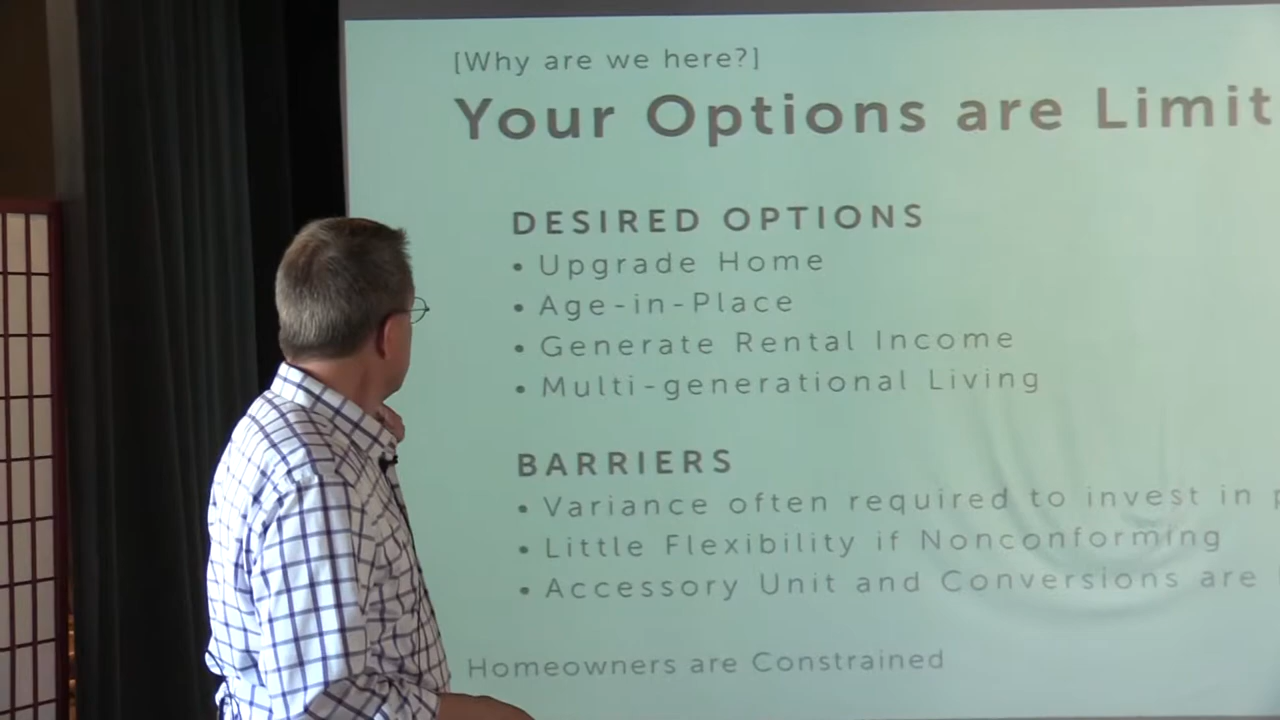 [Why are we here?]
Your Options are Limit
DESIRED OPTIONS
• Upgrade Home
• Age-in-Place
• Generate Rental Income
• Multi-generational Living
BARRIERS
• Variance often required to invest in
• Little Flexibility if Nonconforming
• Accessory Unit and Conversions are
Homeowners are Constrained